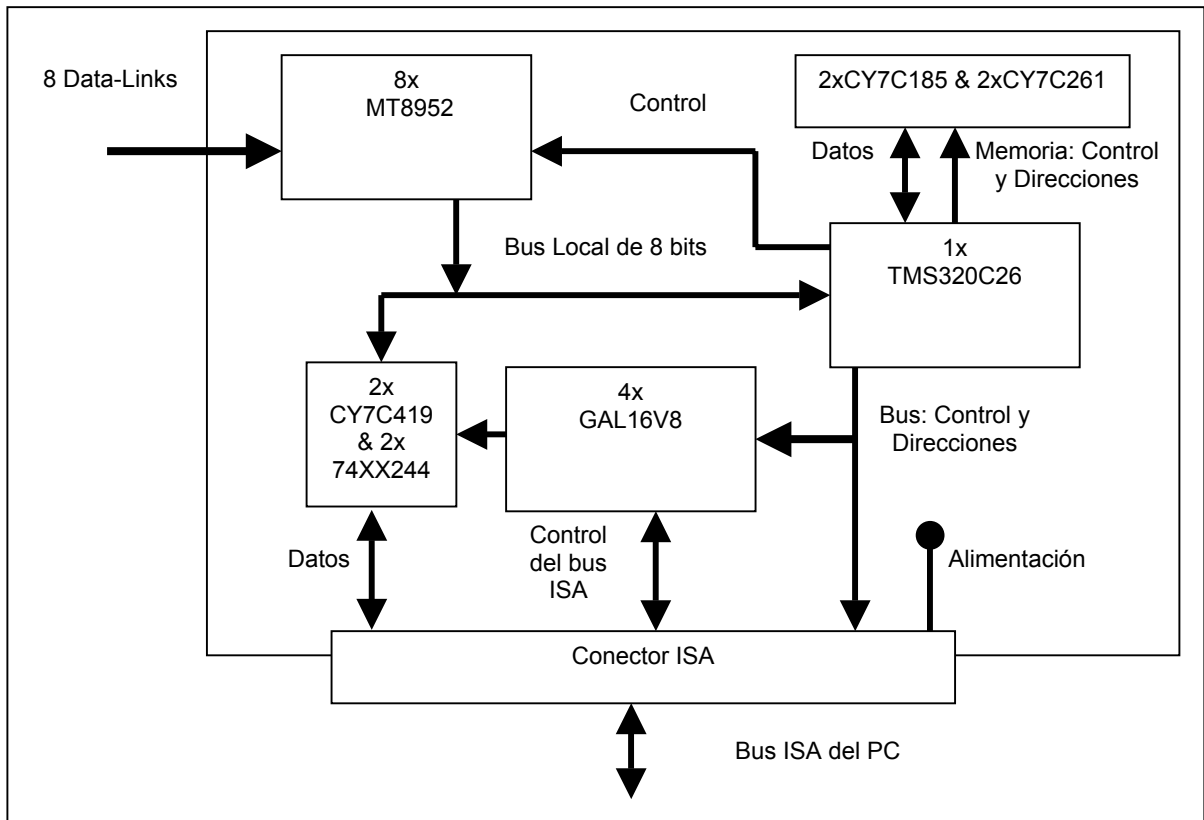 8 Data-Links
8x
MT8952
Control
2xCY7C185 & 2xCY7C261
Datos
Memoria: Control
y Direcciones
Bus Local de 8 bits
1x
TMS320C26
2x
CY7C419
& 2x
74XX244
4x
GAL16V8
Bus: Control y
Direcciones
Datos
Control
del bus
ISA
Alimentación
Conector ISA
Bus ISA del PC